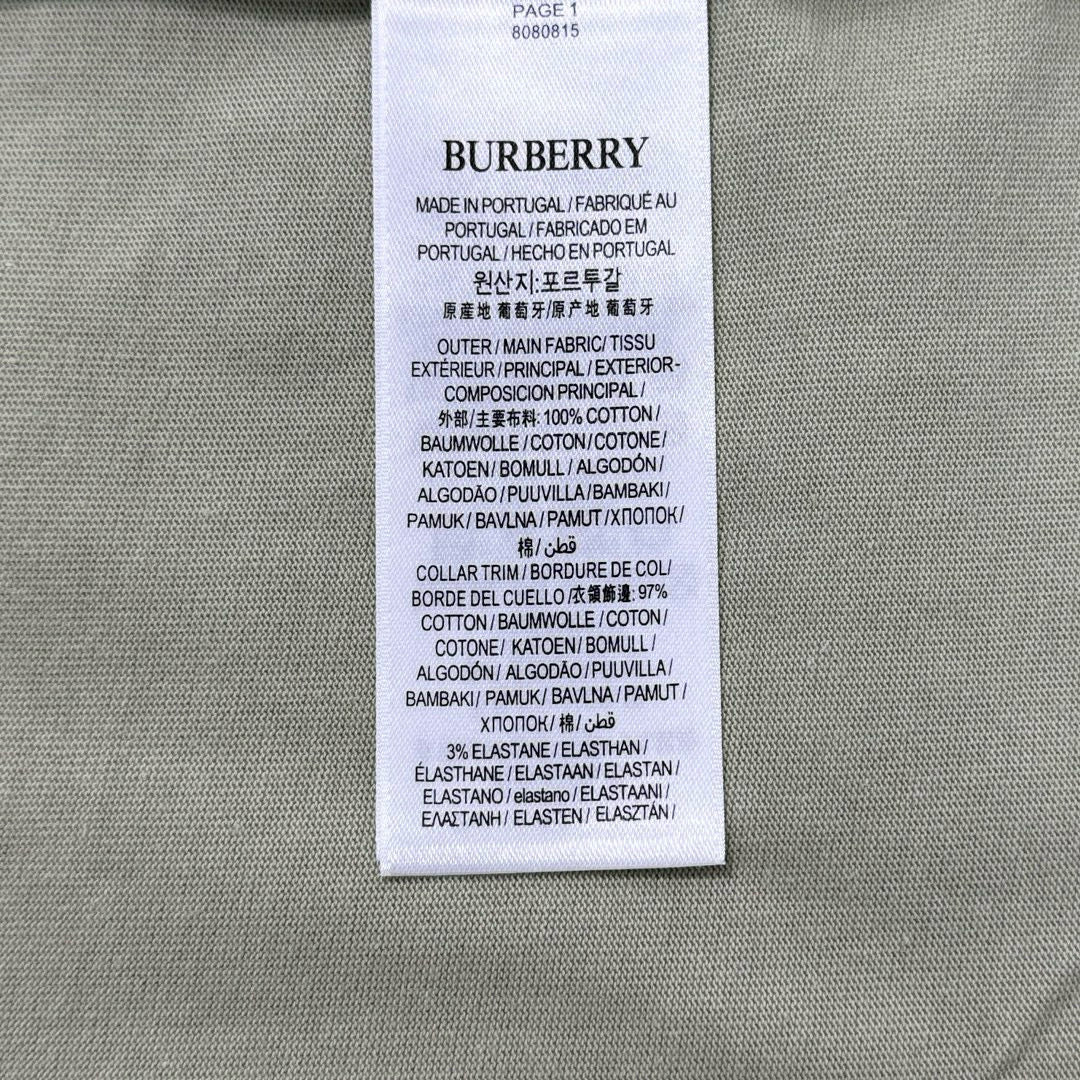 PAGE 1
8080815
BURBERRY
MADE IN PORTUGAL / FABRIQUÉ AU
PORTUGAL / FABRICADO EM
PORTUGAL / HECHO EN PORTUGAL
원산지:포르투갈
原産地 葡萄牙/原产地 葡萄牙
OUTER / MAIN FABRIC/ TISSU
EXTÉRIEUR / PRINCIPAL / EXTERIOR-
COMPOSICION PRINCIPAL /
外部/主要布料: 100% COTTON /
BAUMWOLLE / COTON / COTONE /
KATOEN / BOMULL / ALGODÓN /
ALGODÃO / PUUVILLA / BAMBAKI /
PAMUK / BAVLNA / PAMUT / ХПОПОК /
棉/ قطن
COLLAR TRIM / BORDURE DE COL/
BORDE DEL CUELLO /衣領飾邊: 97%
COTTON / BAUMWOLLE / COTON /
COTONE/ KATOEN / BOMULL /
ALGODÓN / ALGODÃO / PUUVILLA /
BAMBAKI / PAMUK/ BAVLNA / PAMUT /
ХПОПОК/ 棉/ قطن
3% ELASTANE / ELASTHAN /
ÉLASTHANE / ELASTAAN / ELASTAN /
ELASTANO / elastano / ELASTAANI /
ΕΛΑΣΤΑΝΗ / ELASTEN / ELASZTÁN /